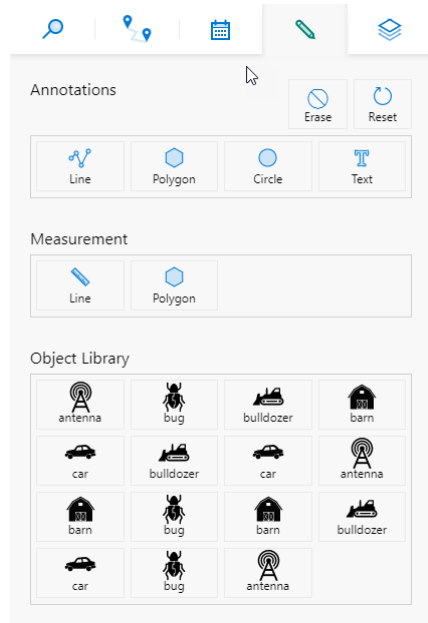 Annotations
Erase Reset
Line Polygon Circle Text
Measurement
Line Polygon
Object Library
antenna bug bulldozer barn
car bulldozer car antenna
barn bug barn bulldozer
car bug antenna